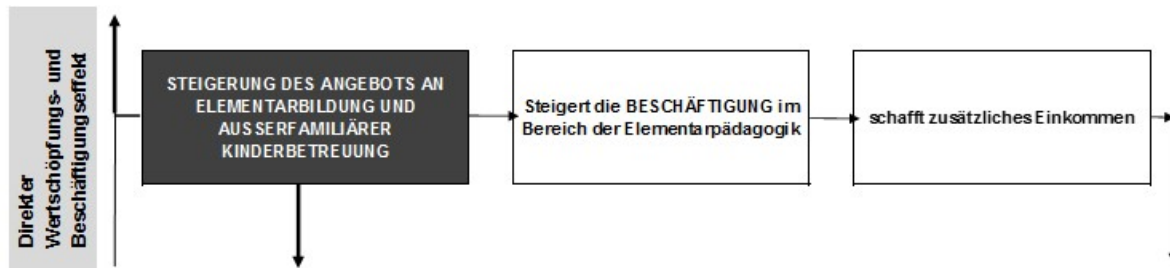 Direkter
Wertschöpfungs- und
Beschäftigungseffekt
STEIGERUNG DES ANGEBOTS AN
ELEMENTARBILDUNG UND
AUSSERFAMILIÄRER
KINDERBETREUUNG
Steigert die BESCHÄFTIGUNG im
Bereich der Elementarpädagogik
schafft zusätzliches Einkommen